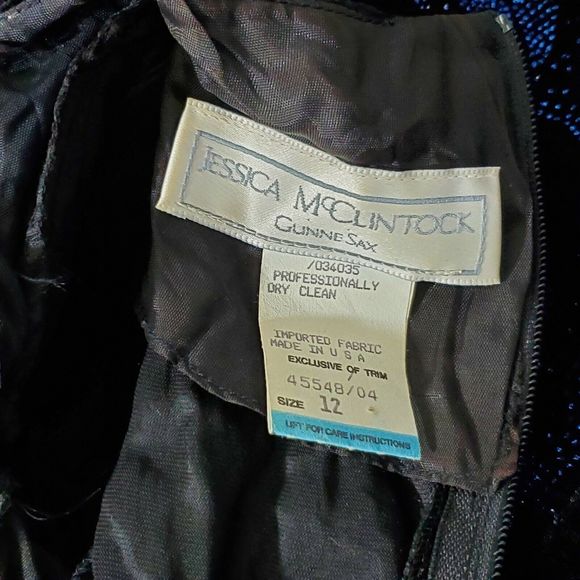 JESSICA McCLINTOCK
GUNNE SAX
/034035
PROFESSIONALLY
DRY CLEAN
IMPORTED FABRIC
MADE IN U S A
EXCLUSIVE OF TRIM
45548/04
SIZE 12
LIFT FOR CARE INSTRUCTIONS